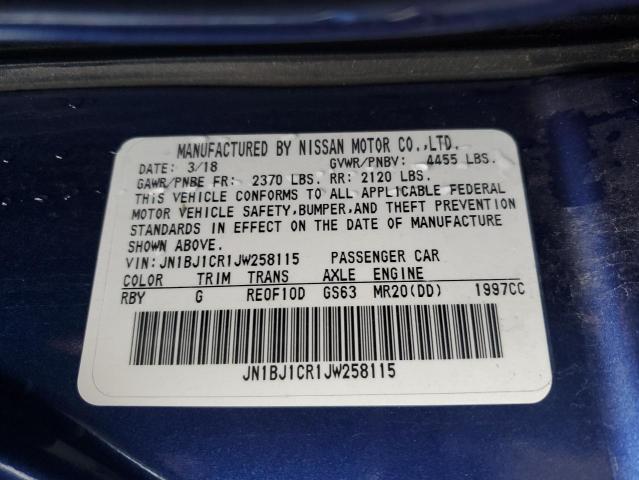 MANUFACTURED BY NISSAN MOTOR CO.,LTD.
DATE: 3/18 GVWR/PNBV: 4455 LBS.
GAWR/PNBE FR: 2370 LBS. RR: 2120 LBS.
THIS VEHICLE CONFORMS TO ALL APPLICABLE FEDERAL
MOTOR VEHICLE SAFETY,BUMPER,AND THEFT PREVENTION
STANDARDS IN EFFECT ON THE DATE OF MANUFACTURE
SHOWN ABOVE.
VIN:JN1BJ1CR1JW258115 PASSENGER CAR
COLOR TRIM TRANS AXLE ENGINE
RBY G RE0F10D GS63 MR20(DD) 1997CC
JN1BJ1CR1JW258115